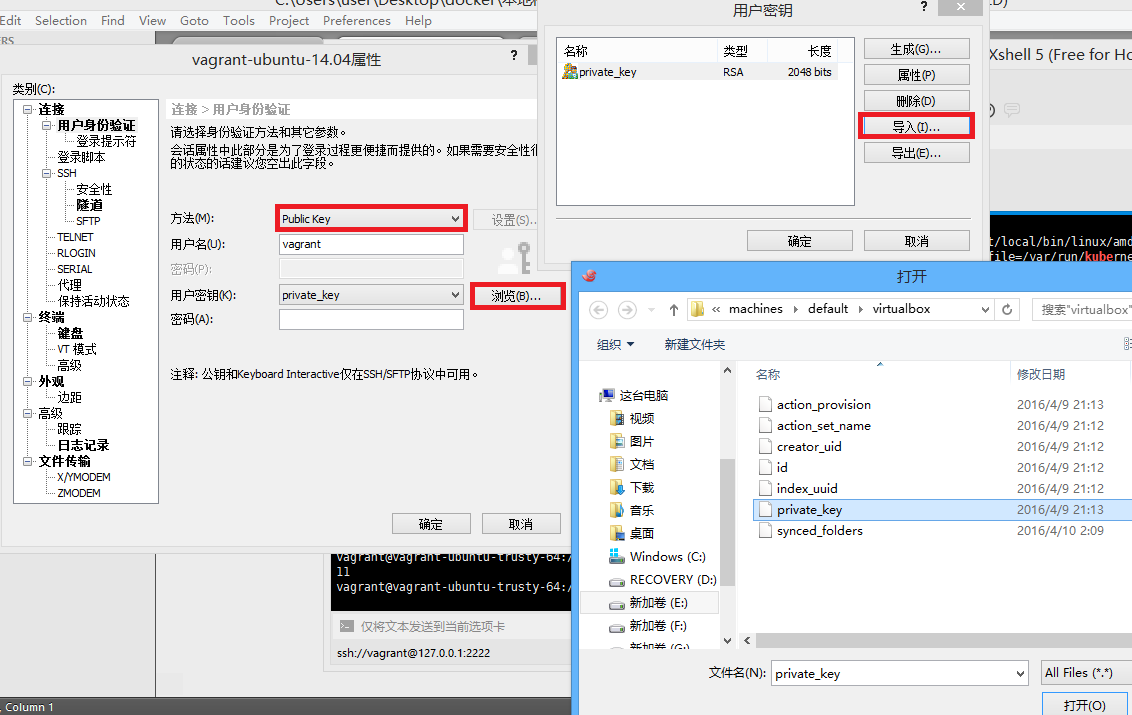 C:\Users\user\Desktop\docker\本地
Edit Selection Find View Goto Tools Project Preferences Help
ERS
vagrant-ubuntu-14.04属性
?
类别(C):
连接
用户身份验证
登录提示符
登录脚本
SSH
安全性
隧道
SFTP
TELNET
RLOGIN
SERIAL
代理
保持活动状态
终端
键盘
VT 模式
高级
外观
边距
高级
跟踪
日志记录
文件传输
X/YMODEM
ZMODEM
连接 > 用户身份验证
请选择身份验证方法和其它参数。
会话属性中此部分是为了登录过程更便捷而提供的。如果需要安全性很
的状态的话建议您空出此字段。
方法(M):
Public Key
设置(S)...
用户名(U):
vagrant
密码(P):
用户密钥(K):
private_key
浏览(B)...
密码(A):
注释: 公钥和Keyboard Interactive仅在SSH/SFTP协议中可用。
确定
取消
用户密钥
?
名称 类型 长度
private_key RSA 2048 bits
生成(G)...
属性(P)
删除(D)
导入(I)...
导出(E)...
确定
取消
Xshell 5 (Free for Ho
t/local/bin/linux/amd
file=/var/run/kuberne
打开
« machines › default › virtualbox
搜索"virtualbox"
组织
新建文件夹
这台电脑
视频
图片
文档
下载
音乐
桌面
Windows (C:)
RECOVERY (D:)
新加卷 (E:)
新加卷 (F:)
新加卷 (G:)
名称 修改日期
action_provision 2016/4/9 21:13
action_set_name 2016/4/9 21:12
creator_uid 2016/4/9 21:12
id 2016/4/9 21:12
index_uuid 2016/4/9 21:12
private_key 2016/4/9 21:13
synced_folders 2016/4/10 2:09
文件名(N):
private_key
All Files (*.*)
打开(O)
vagrant@vagrant-ubuntu-trusty-64:/
ll
vagrant@vagrant-ubuntu-trusty-64:/
仅将文本发送到当前选项卡
ssh://vagrant@127.0.0.1:2222
, Column 1